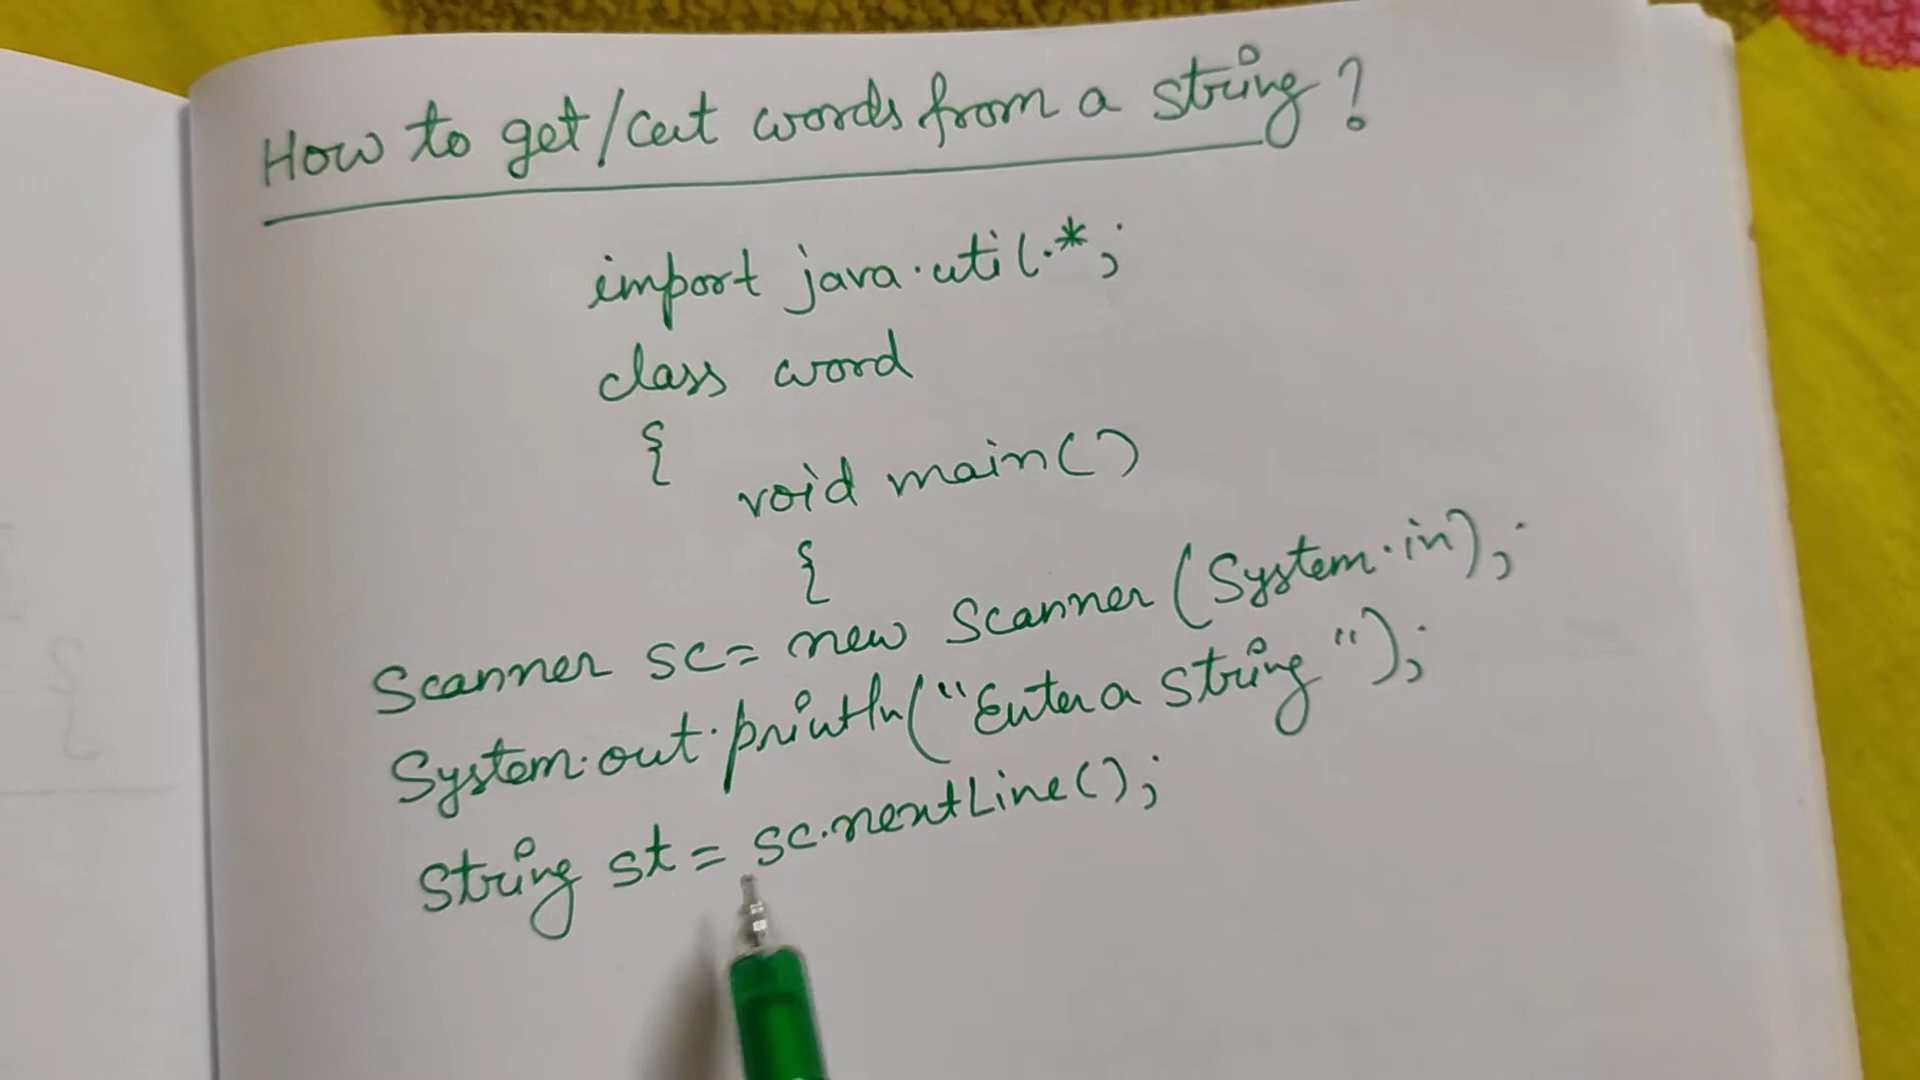 How to get/cut words from a string?
import java.util.*;
class word
{
void main()
{
Scanner sc= new Scanner (System.in);
System.out.println("Enter a string");
String st= sc.nextLine();